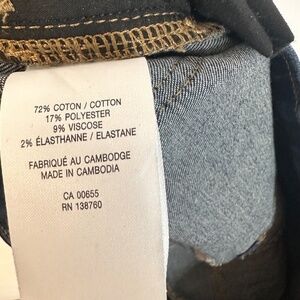 72% COTON / COTTON
17% POLYESTER
9% VISCOSE
2% ÉLASTHANNE / ELASTANE
FABRIQUÉ AU CAMBODGE
MADE IN CAMBODIA
CA 00655
RN 138760